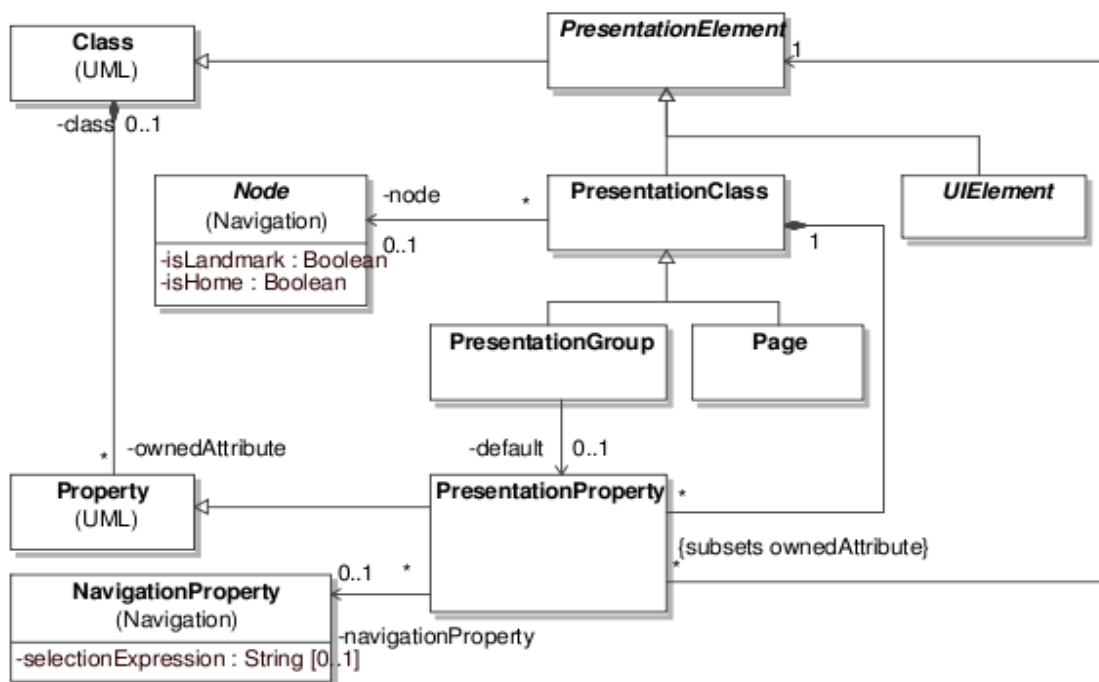 Class
(UML)
PresentationElement
1
-class 0..1
Node
(Navigation)
-isLandmark : Boolean
-isHome : Boolean
-node
*
0..1
PresentationClass
1
UIElement
PresentationGroup
Page
-ownedAttribute
*
-default
0..1
Property
(UML)
PresentationProperty
*
{subsets ownedAttribute}
*
NavigationProperty
(Navigation)
-selectionExpression : String [0..1]
0..1
*
-navigationProperty